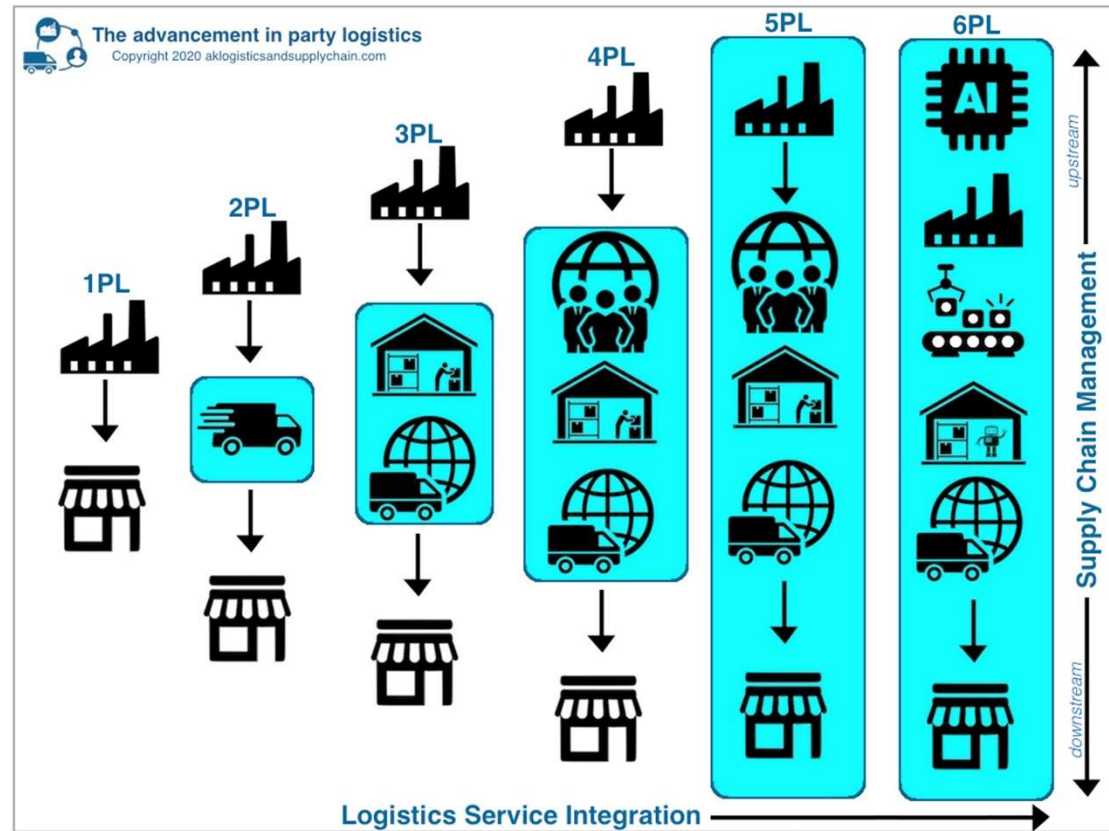 The advancement in party logistics
Copyright 2020 aklogisticsandsupplychain.com
1PL
2PL
3PL
4PL
5PL
6PL
AI
upstream
Supply Chain Management
downstream
Logistics Service Integration